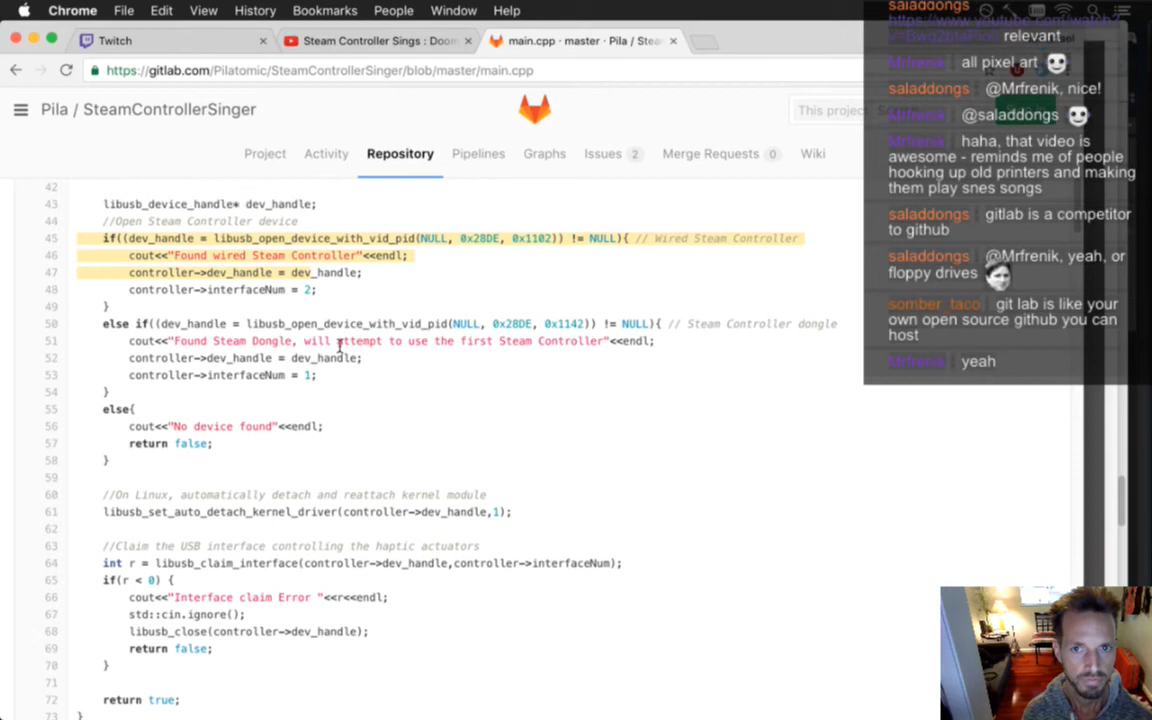 Chrome File Edit View History Bookmarks People Window Help
Twitch
Steam Controller Sings : Doom
main.cpp · master · Pila / Stea
https://gitlab.com/Pilatomic/SteamControllerSinger/blob/master/main.cpp
Pila / SteamControllerSinger
This project
Project Activity Repository Pipelines Graphs Issues 2 Merge Requests 0 Wiki
42
43 libusb_device_handle* dev_handle;
44 //Open Steam Controller device
45 if((dev_handle = libusb_open_device_with_vid_pid(NULL, 0x28DE, 0x1102)) != NULL){ // Wired Steam Controller
46 cout<<"Found wired Steam Controller"<<endl;
47 controller->dev_handle = dev_handle;
48 controller->interfaceNum = 2;
49 }
50 else if((dev_handle = libusb_open_device_with_vid_pid(NULL, 0x28DE, 0x1142)) != NULL){ // Steam Controller dongle
51 cout<<"Found Steam Dongle, will attempt to use the first Steam Controller"<<endl;
52 controller->dev_handle = dev_handle;
53 controller->interfaceNum = 1;
54 }
55 else{
56 cout<<"No device found"<<endl;
57 return false;
58 }
59
60 //On Linux, automatically detach and reattach kernel module
61 libusb_set_auto_detach_kernel_driver(controller->dev_handle,1);
62
63 //Claim the USB interface controlling the haptic actuators
64 int r = libusb_claim_interface(controller->dev_handle,controller->interfaceNum);
65 if(r < 0) {
66 cout<<"Interface claim Error "<<r<<endl;
67 std::cin.ignore();
68 libusb_close(controller->dev_handle);
69 return false;
70 }
71
72 return true;
73 }
saladdongs
relevant
Mrfrenik all pixel art
saladdongs @Mrfrenik, nice!
Mrfrenik @saladdongs
Mrfrenik haha, that video is
awesome - reminds me of people
hooking up old printers and making
them play snes songs
saladdongs gitlab is a competitor
to github
saladdongs @Mrfrenik, yeah, or
floppy drives
somber_taco git lab is like your
own open source github you can
host
Mrfrenik yeah